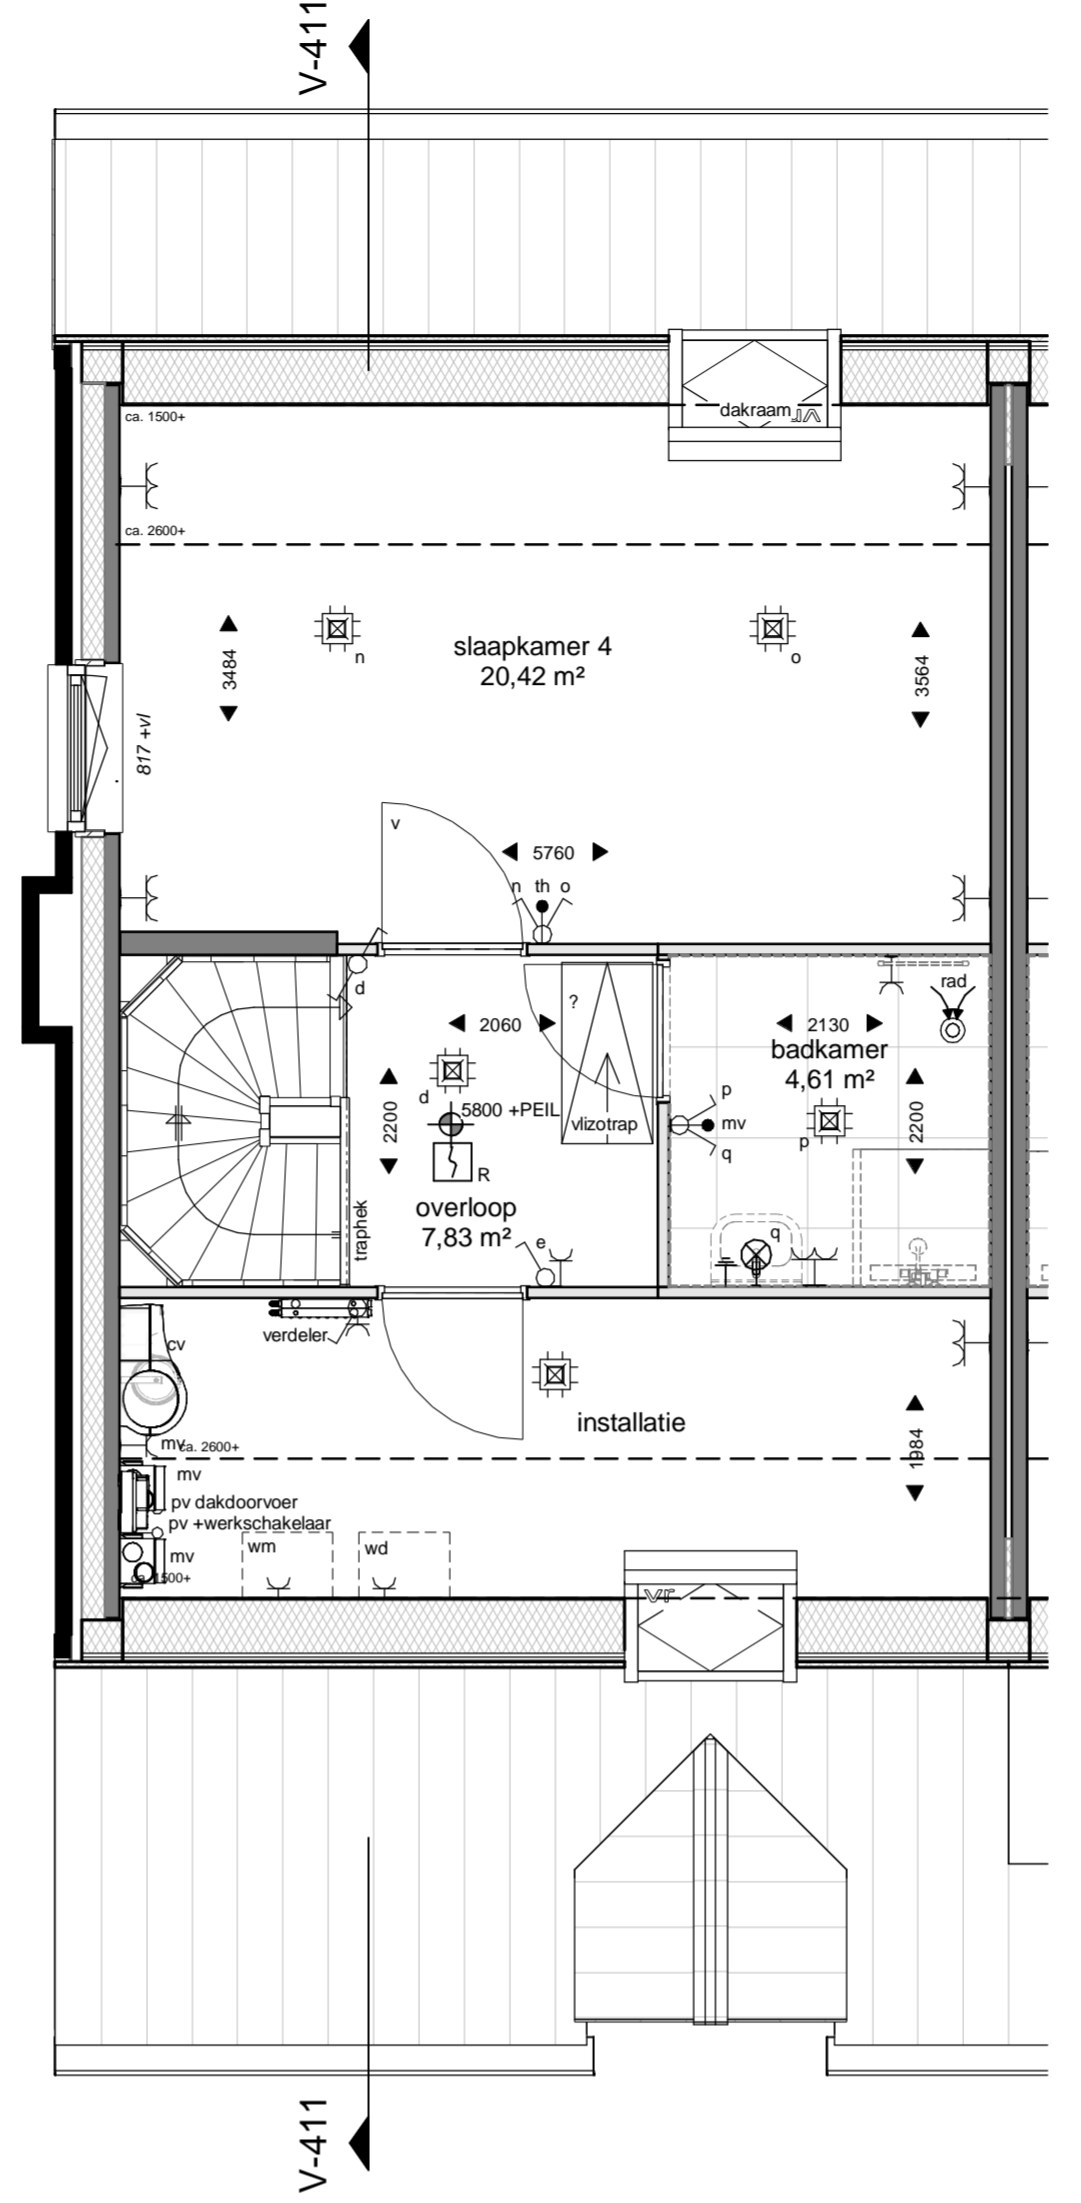 V-411
dakraam
vr
ca. 1500+
ca. 2600+
slaapkamer 4
20,42 m²
n
o
3484
3564
817 +vl
v
5760
n th o
d
?
2060
2130
rad
badkamer
4,61 m²
d
5800 +PEIL
2200
vlizotrap
p
mv
q
p
2200
R
overloop
7,83 m²
traphek
e
q
verdeler
cv
installatie
mv
ca. 2600+
mv
1984
pv dakdoorvoer
pv +werkschakelaar
wm
wd
mv
ca. 1500+
vr
V-411